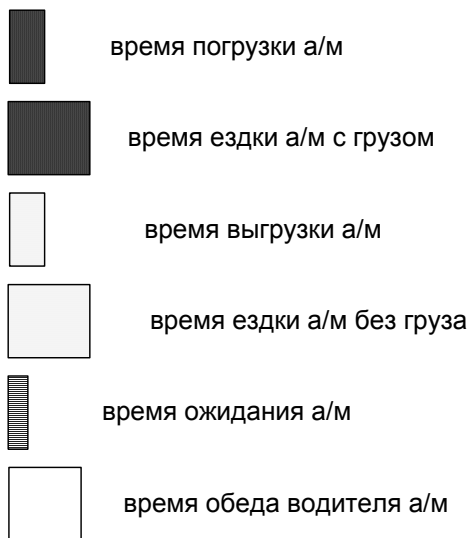 время погрузки а/м
время ездки а/м с грузом
время выгрузки а/м
время ездки а/м без груза
время ожидания а/м
время обеда водителя а/м